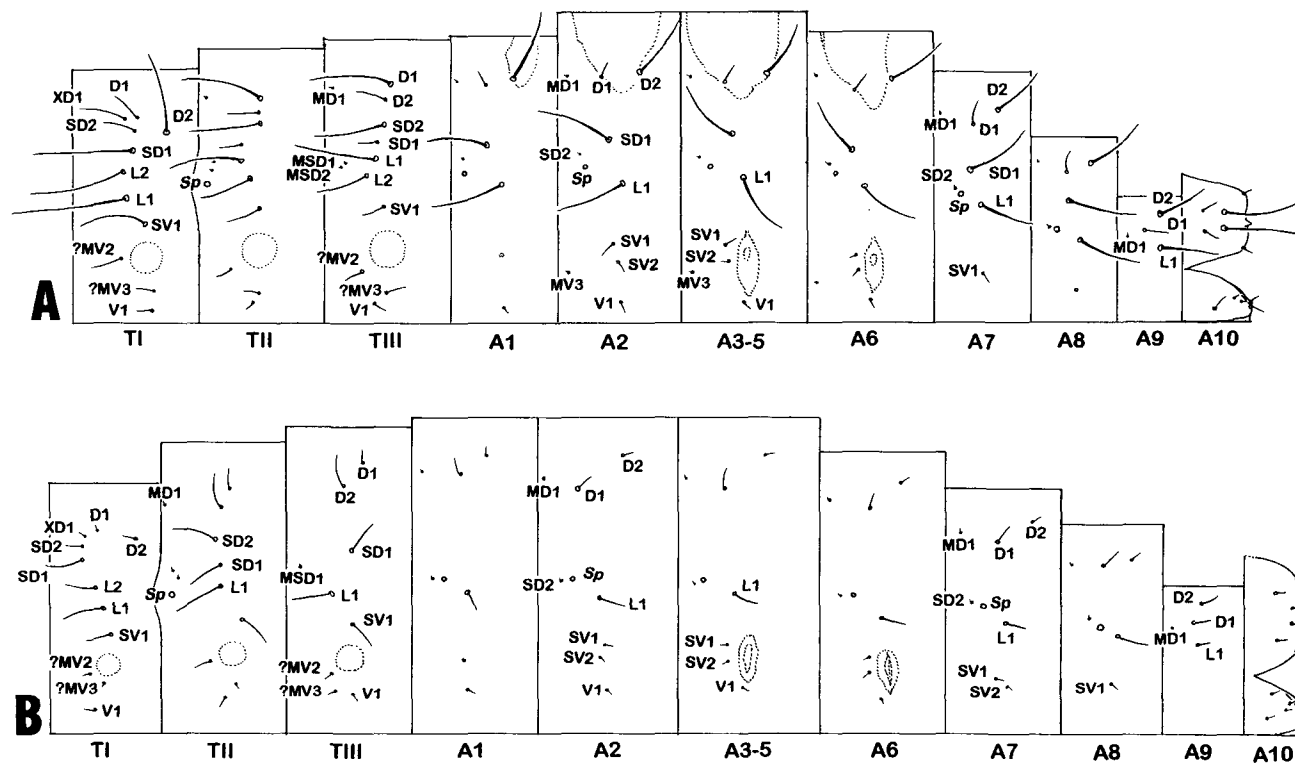 A
XD1 D1 D2
SD2
SD1
L2
L1
SV1
?MV2
?MV3
V1
TI
Sp
TII
D1
MD1 D2
SD2
SD1
MSD1 L1
MSD2 L2
SV1
?MV2
?MV3
V1
TIII
A1
MD1 D1 D2
SD1
SD2
Sp
L1
SV1
SV2
MV3
V1
A2
L1
SV1
SV2
MV3
V1
A3-5
A6
D2
MD1 D1
SD2 SD1
Sp L1
SV1
A7
A8
D2
D1
MD1
L1
A9
A10
B
XD1 D1
SD2 D2
SD1
L2
L1
SV1
?MV2
?MV3
V1
TI
MD1
SD2
SD1
Sp L1
TII
D1
D2
SD1
MSD1
L1
SV1
?MV2
?MV3 V1
TIII
A1
D2
MD1 D1
SD2 Sp
L1
SV1
SV2
V1
A2
L1
SV1
SV2
V1
A3-5
A6
MD1 D2
D1
SD2 Sp
L1
SV1
SV2
A7
SV1
A8
D2
D1
MD1
L1
A9
A10